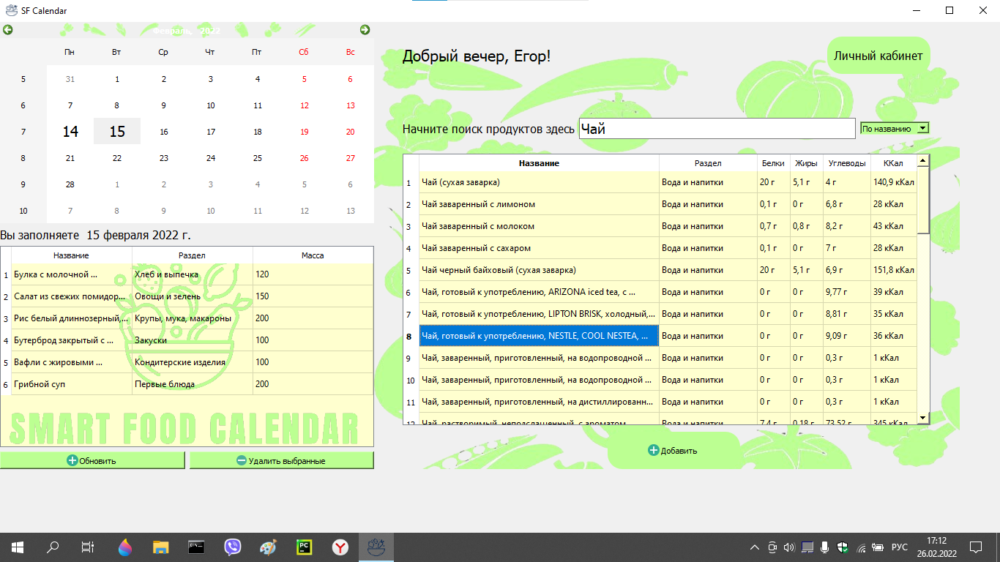 SF Calendar
Февраль, 2022
Пн Вт Ср Чт Пт Сб Вс
5 31 1 2 3 4 5 6
6 7 8 9 10 11 12 13
7 14 15 16 17 18 19 20
8 21 22 23 24 25 26 27
9 28 1 2 3 4 5 6
10 7 8 9 10 11 12 13
Вы заполняете 15 февраля 2022 г.
Название Раздел Масса
1 Булка с молочной ... Хлеб и выпечка 120
2 Салат из свежих помидор... Овощи и зелень 150
3 Рис белый длиннозерный,... Крупы, мука, макароны 200
4 Бутерброд закрытый с ... Закуски 100
5 Вафли с жировыми ... Кондитерские изделия 100
6 Грибной суп Первые блюда 200
SMART FOOD CALENDAR
Обновить Удалить выбранные
Добрый вечер, Егор!
Личный кабинет
Начните поиск продуктов здесь Чай По названию
Название Раздел Белки Жиры Углеводы ККал
1 Чай (сухая заварка) Вода и напитки 20 г 5,1 г 4 г 140,9 кКал
2 Чай заваренный с лимоном Вода и напитки 0,1 г 0 г 6,8 г 28 кКал
3 Чай заваренный с молоком Вода и напитки 0,7 г 0,8 г 8,2 г 43 кКал
4 Чай заваренный с сахаром Вода и напитки 0,1 г 0 г 7 г 28 кКал
5 Чай черный байховый (сухая заварка) Вода и напитки 20 г 5,1 г 6,9 г 151,8 кКал
6 Чай, готовый к употреблению, ARIZONA iced tea, с ... Вода и напитки 0 г 0 г 9,77 г 39 кКал
7 Чай, готовый к употреблению, LIPTON BRISK, холодный,... Вода и напитки 0 г 0 г 8,81 г 35 кКал
8 Чай, готовый к употреблению, NESTLE, COOL NESTEA, ... Вода и напитки 0 г 0 г 9,09 г 36 кКал
9 Чай, заваренный, приготовленный, на водопроводной ... Вода и напитки 0 г 0 г 0,3 г 1 кКал
10 Чай, заваренный, приготовленный, на водопроводной ... Вода и напитки 0 г 0 г 0,3 г 1 кКал
11 Чай, заваренный, приготовленный, на дистиллированн... Вода и напитки 0 г 0 г 0,3 г 1 кКал
12 Чай, растворимый, неподслащенный, с ароматом Вода и напитки 7,4 г 0,18 г 73,52 г 345 кКал
Добавить
PC
РУС
17:12
26.02.2022